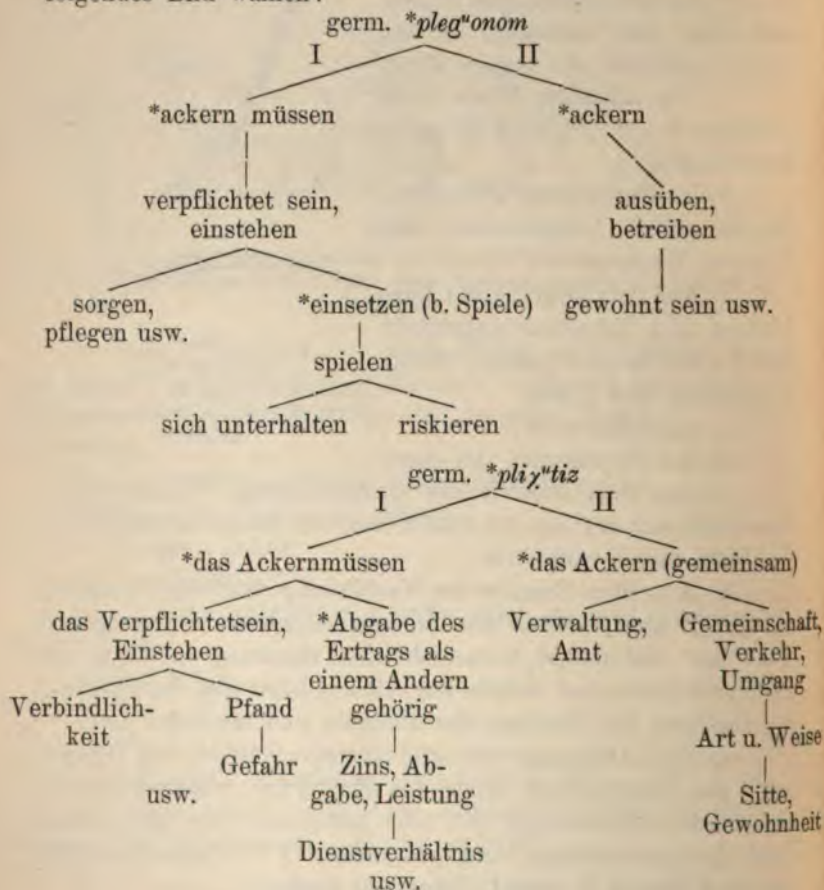 germ. *plegᵘonom
I II
*ackern müssen *ackern
verpflichtet sein, ausüben,
einstehen betreiben
sorgen, *einsetzen (b. Spiele) gewohnt sein usw.
pflegen usw.
spielen
sich unterhalten riskieren
germ. *pliχᵘtiz
I II
*das Ackernmüssen *das Ackern (gemeinsam)
das Verpflichtetsein, *Abgabe des Verwaltung, Gemeinschaft,
Einstehen Ertrags als Amt Verkehr,
einem Andern Umgang
Verbindlich- Pfand gehörig
keit Art u. Weise
Gefahr Zins, Ab-
usw. gabe, Leistung Sitte,
Gewohnheit
Dienstverhältnis
usw.